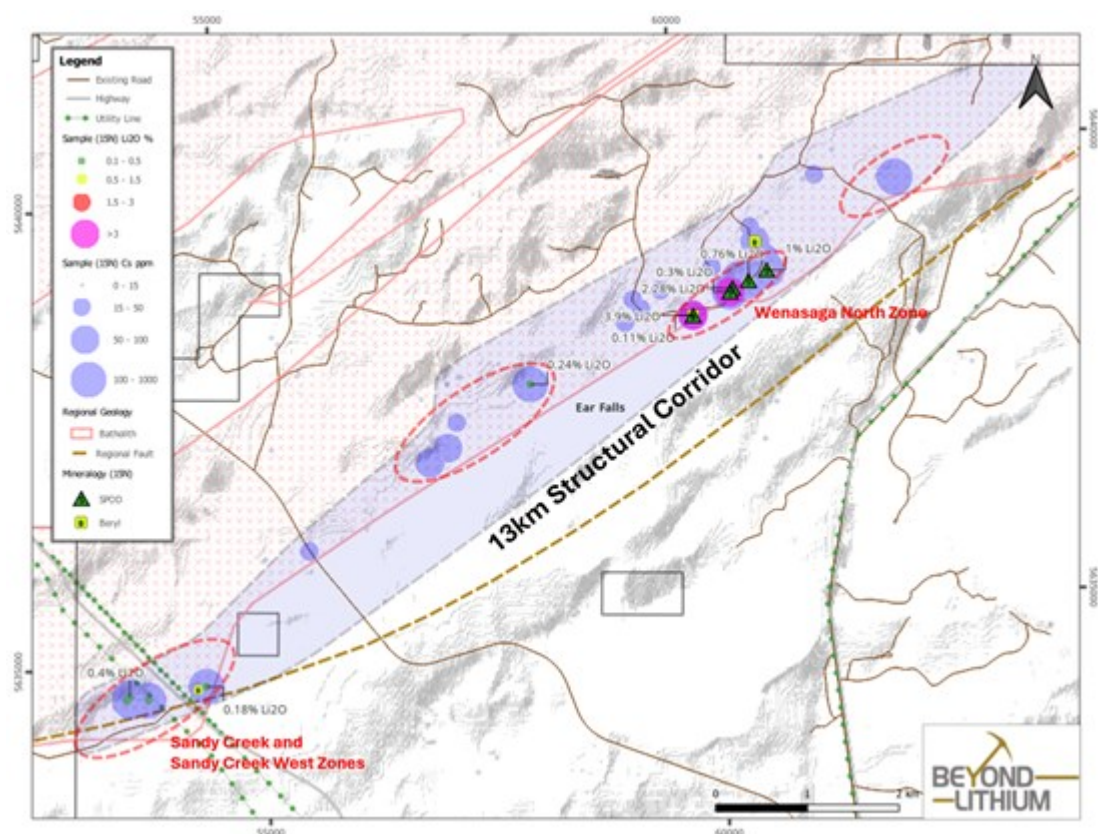 55000
60000
Legend
Existing Road
Highway
Utility Line
Sample (15N) Li2O %
0.5 - 1.5
1.5 - 3
>3
Sample (15N) Cs ppm
0 - 15
15 - 50
50 - 100
100 - 1000
Regional Geology
Batholith
Regional Fault
Mineralogy (15N)
SPOD
Beryl
N
5640000
5640000
0.76% Li2O
1% Li2O
0.3% Li2O
2.28% Li2O
3.9% Li2O
0.11% Li2O
Wenasaga North Zone
0.24% Li2O
Ear Falls
13km Structural Corridor
5635000
5635000
0.4% Li2O
0.18% Li2O
Sandy Creek and
Sandy Creek West Zones
BEYOND
LITHIUM
0
1
2 km
55000
60000